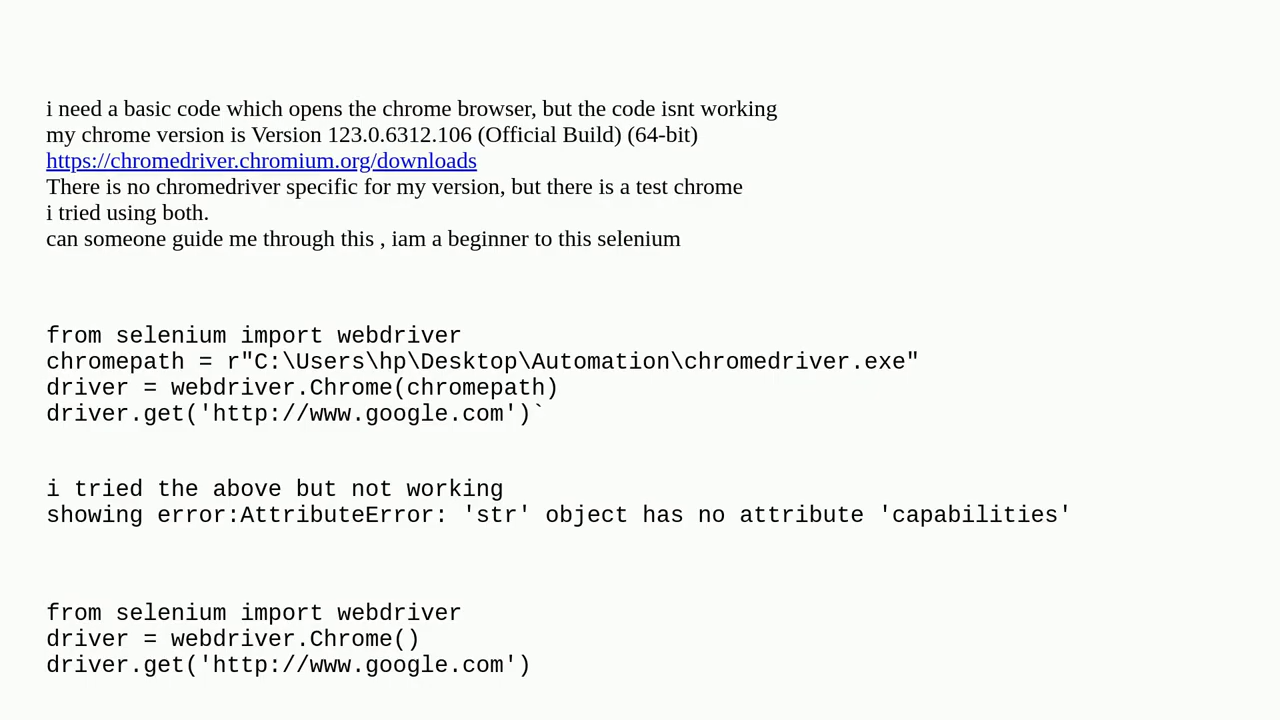 i need a basic code which opens the chrome browser, but the code isnt working
my chrome version is Version 123.0.6312.106 (Official Build) (64-bit)
https://chromedriver.chromium.org/downloads
There is no chromedriver specific for my version, but there is a test chrome
i tried using both.
can someone guide me through this , iam a beginner to this selenium
from selenium import webdriver
chromepath = r"C:\Users\hp\Desktop\Automation\chromedriver.exe"
driver = webdriver.Chrome(chromepath)
driver.get('http://www.google.com')`
i tried the above but not working
showing error:AttributeError: 'str' object has no attribute 'capabilities'
from selenium import webdriver
driver = webdriver.Chrome()
driver.get('http://www.google.com')